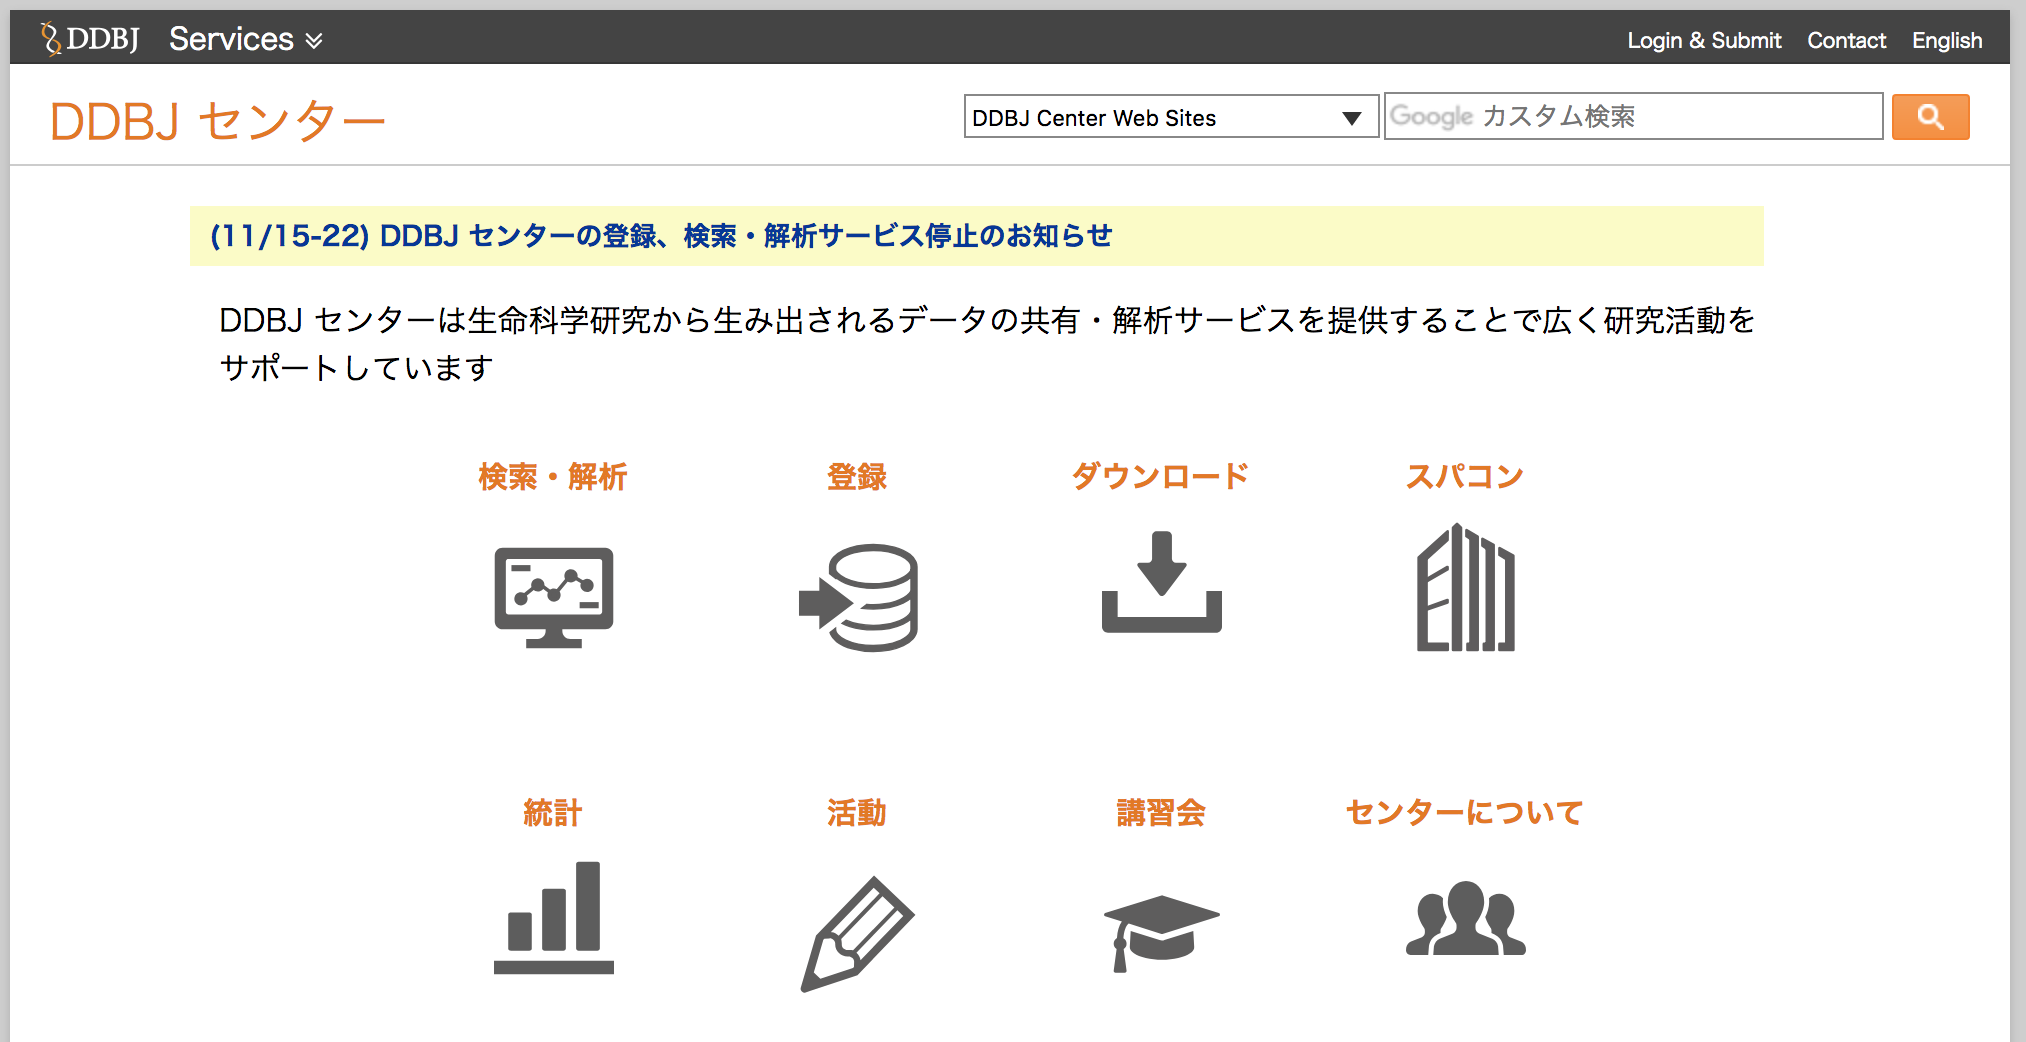 DDBJ Services
Login & Submit Contact English
DDBJ センター
DDBJ Center Web Sites
Google カスタム検索
(11/15-22) DDBJ センターの登録、検索・解析サービス停止のお知らせ
DDBJ センターは生命科学研究から生み出されるデータの共有・解析サービスを提供することで広く研究活動を
サポートしています
検索・解析 登録 ダウンロード スパコン
統計 活動 講習会 センターについて